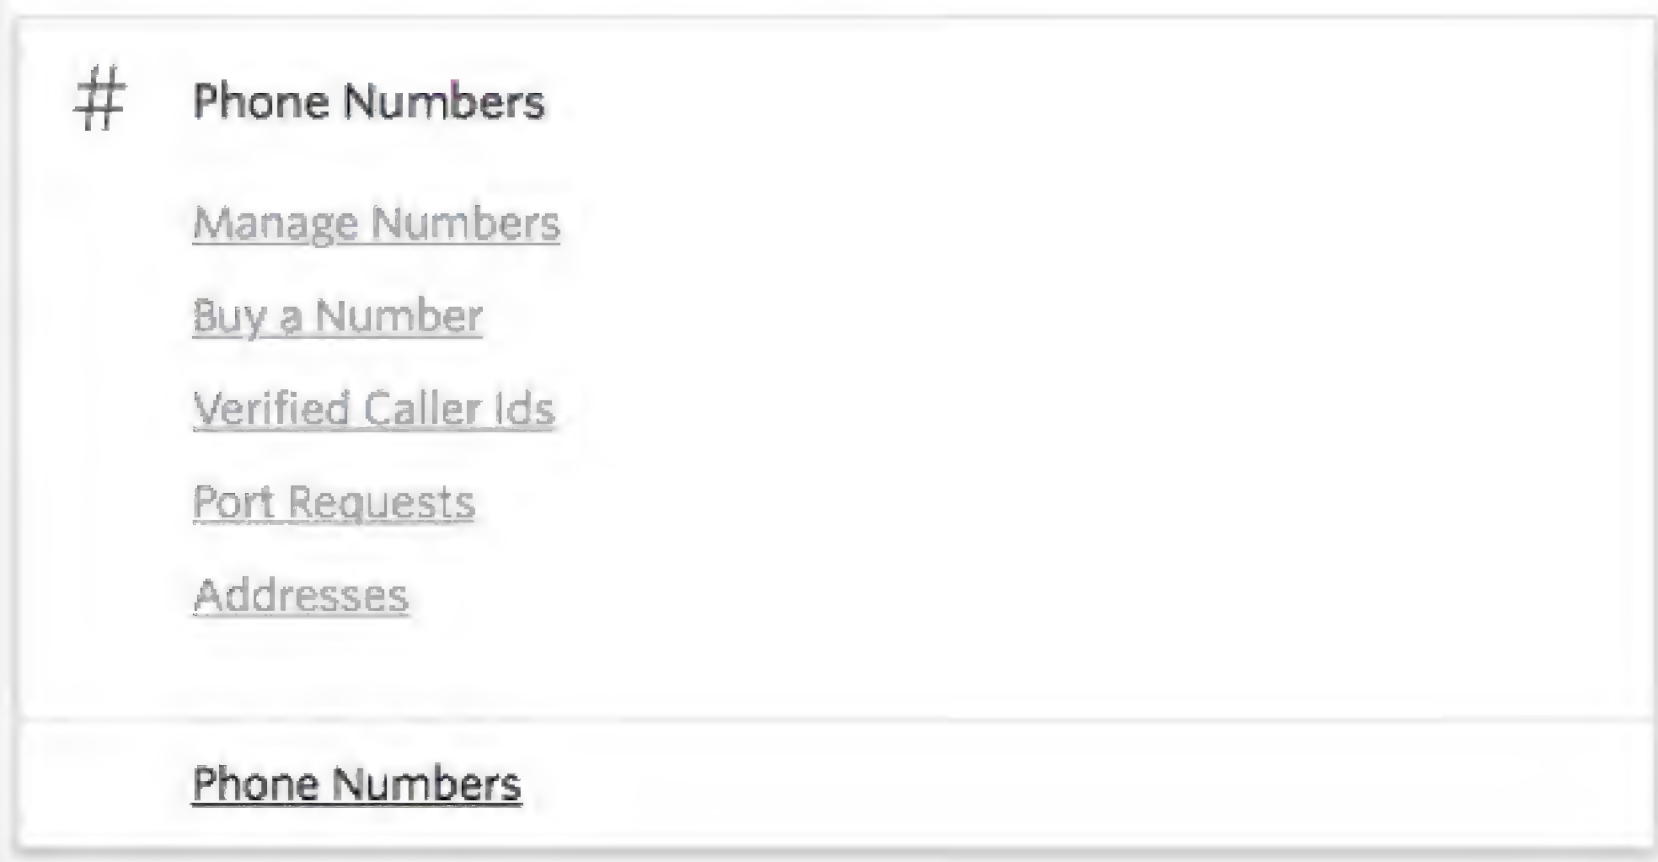 # Phone Numbers
Manage Numbers
Buy a Number
Verified Caller Ids
Port Requests
Addresses
Phone Numbers